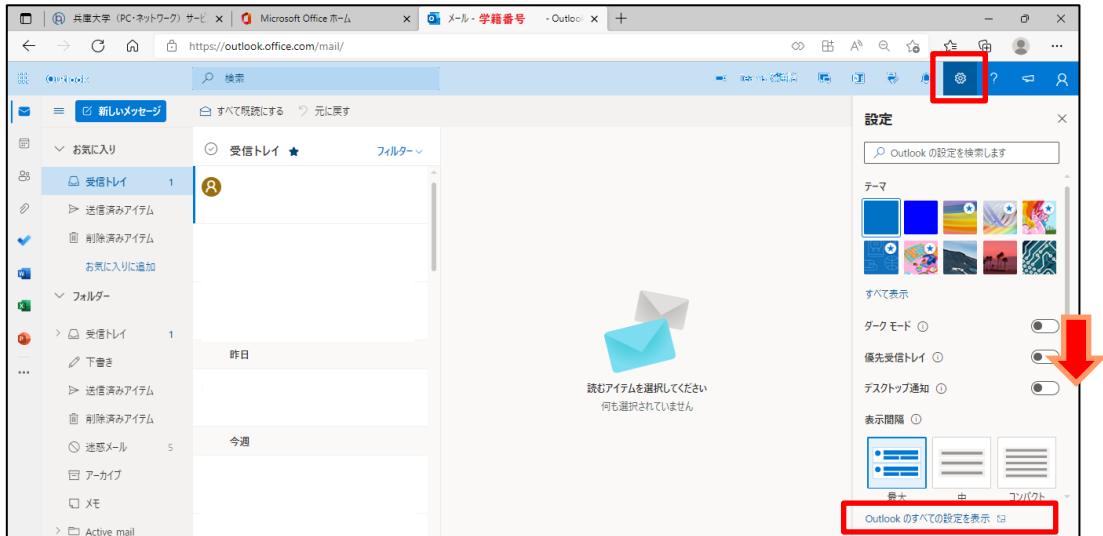 兵庫大学 (PC・ネットワーク) サービ
Microsoft Office ホーム
メール - 学籍番号 - Outlool
https://outlook.office.com/mail/
Outlook
検索
新しいメッセージ
すべて既読にする
元に戻す
お気に入り
受信トレイ 1
送信済みアイテム
削除済みアイテム
お気に入りに追加
フォルダー
受信トレイ 1
下書き
送信済みアイテム
削除済みアイテム
迷惑メール 5
アーカイブ
メモ
Active mail
受信トレイ ★
フィルター
昨日
今週
読むアイテムを選択してください
何も選択されていません
設定
Outlook の設定を検索します
テーマ
すべて表示
ダーク モード
優先受信トレイ
デスクトップ通知
表示間隔
最大 中 コンパクト
Outlook のすべての設定を表示